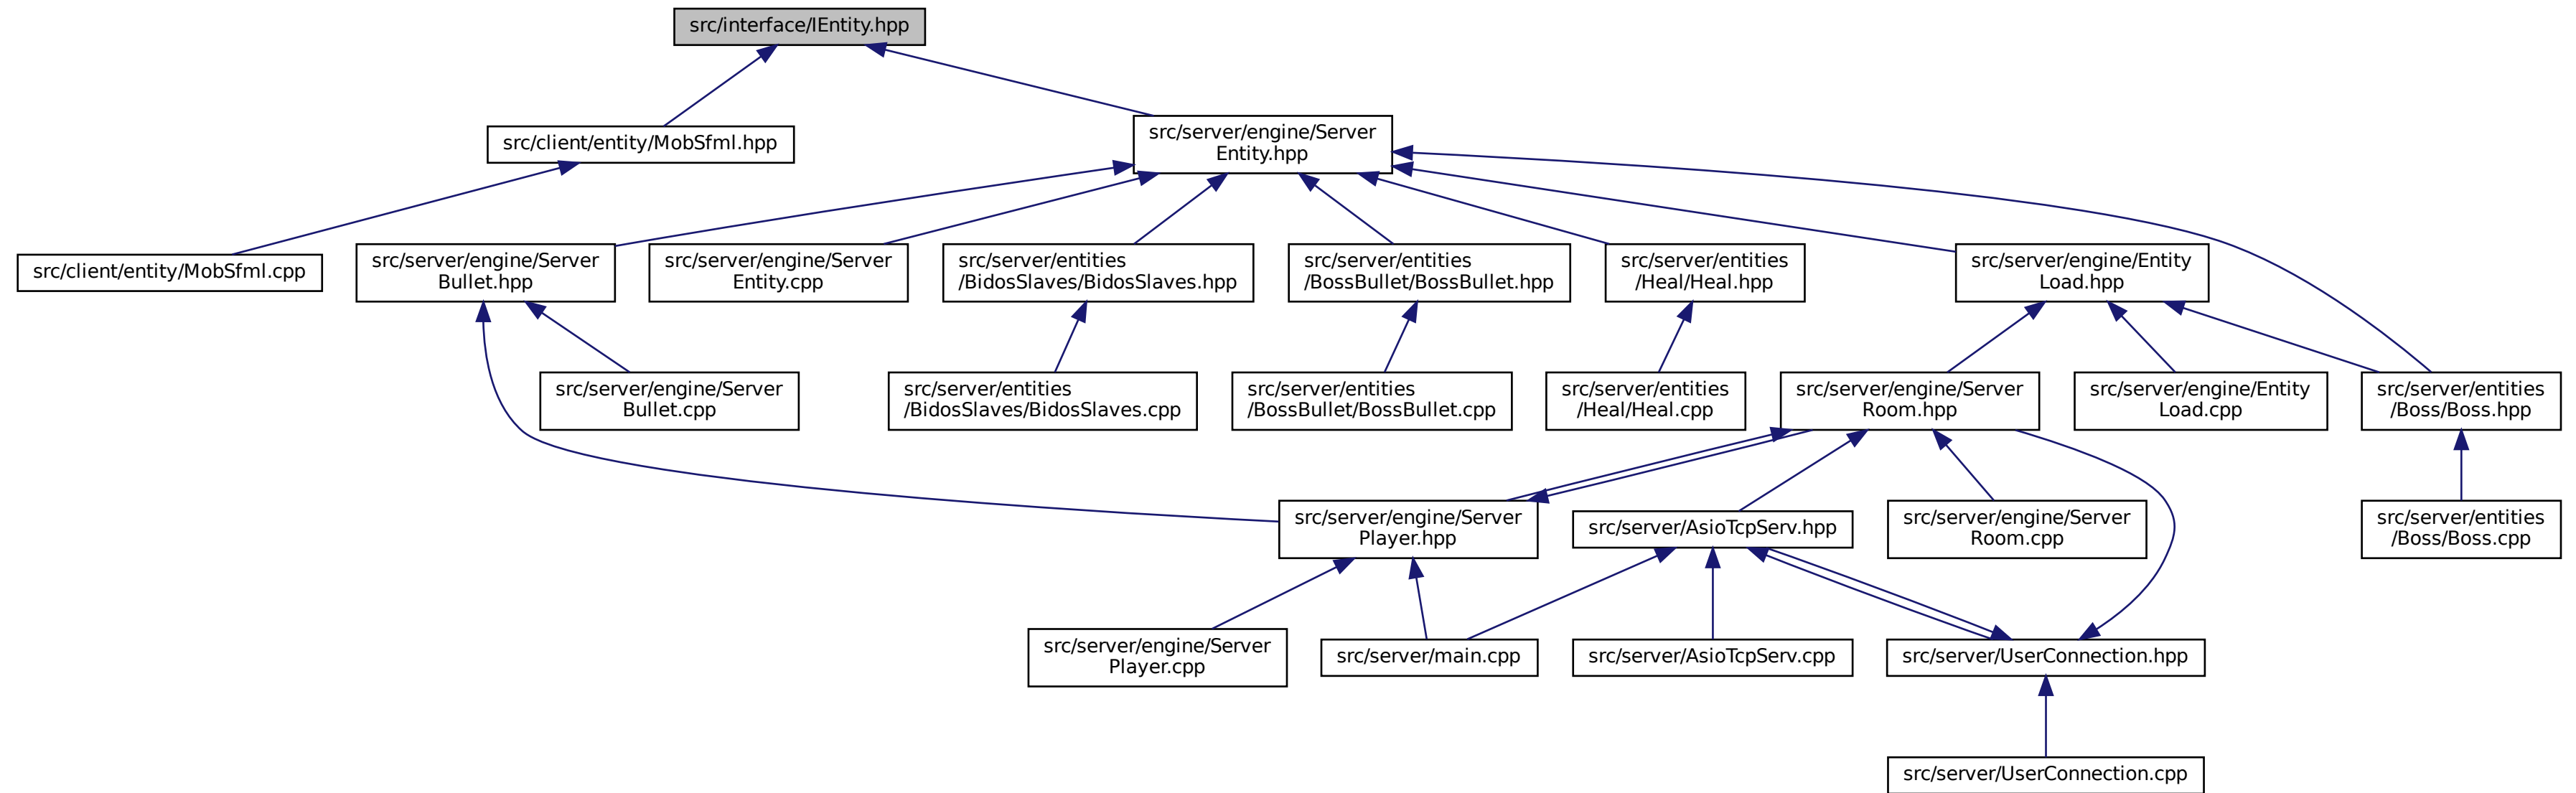 src/interface/IEntity.hpp
src/client/entity/MobSfml.hpp
src/server/engine/Server
Entity.hpp
src/client/entity/MobSfml.cpp
src/server/engine/Server
Bullet.hpp
src/server/engine/Server
Entity.cpp
src/server/entities
/BidosSlaves/BidosSlaves.hpp
src/server/entities
/BossBullet/BossBullet.hpp
src/server/entities
/Heal/Heal.hpp
src/server/engine/Entity
Load.hpp
src/server/engine/Server
Bullet.cpp
src/server/entities
/BidosSlaves/BidosSlaves.cpp
src/server/entities
/BossBullet/BossBullet.cpp
src/server/entities
/Heal/Heal.cpp
src/server/engine/Server
Room.hpp
src/server/engine/Entity
Load.cpp
src/server/entities
/Boss/Boss.hpp
src/server/engine/Server
Player.hpp
src/server/AsioTcpServ.hpp
src/server/engine/Server
Room.cpp
src/server/entities
/Boss/Boss.cpp
src/server/engine/Server
Player.cpp
src/server/main.cpp
src/server/AsioTcpServ.cpp
src/server/UserConnection.hpp
src/server/UserConnection.cpp